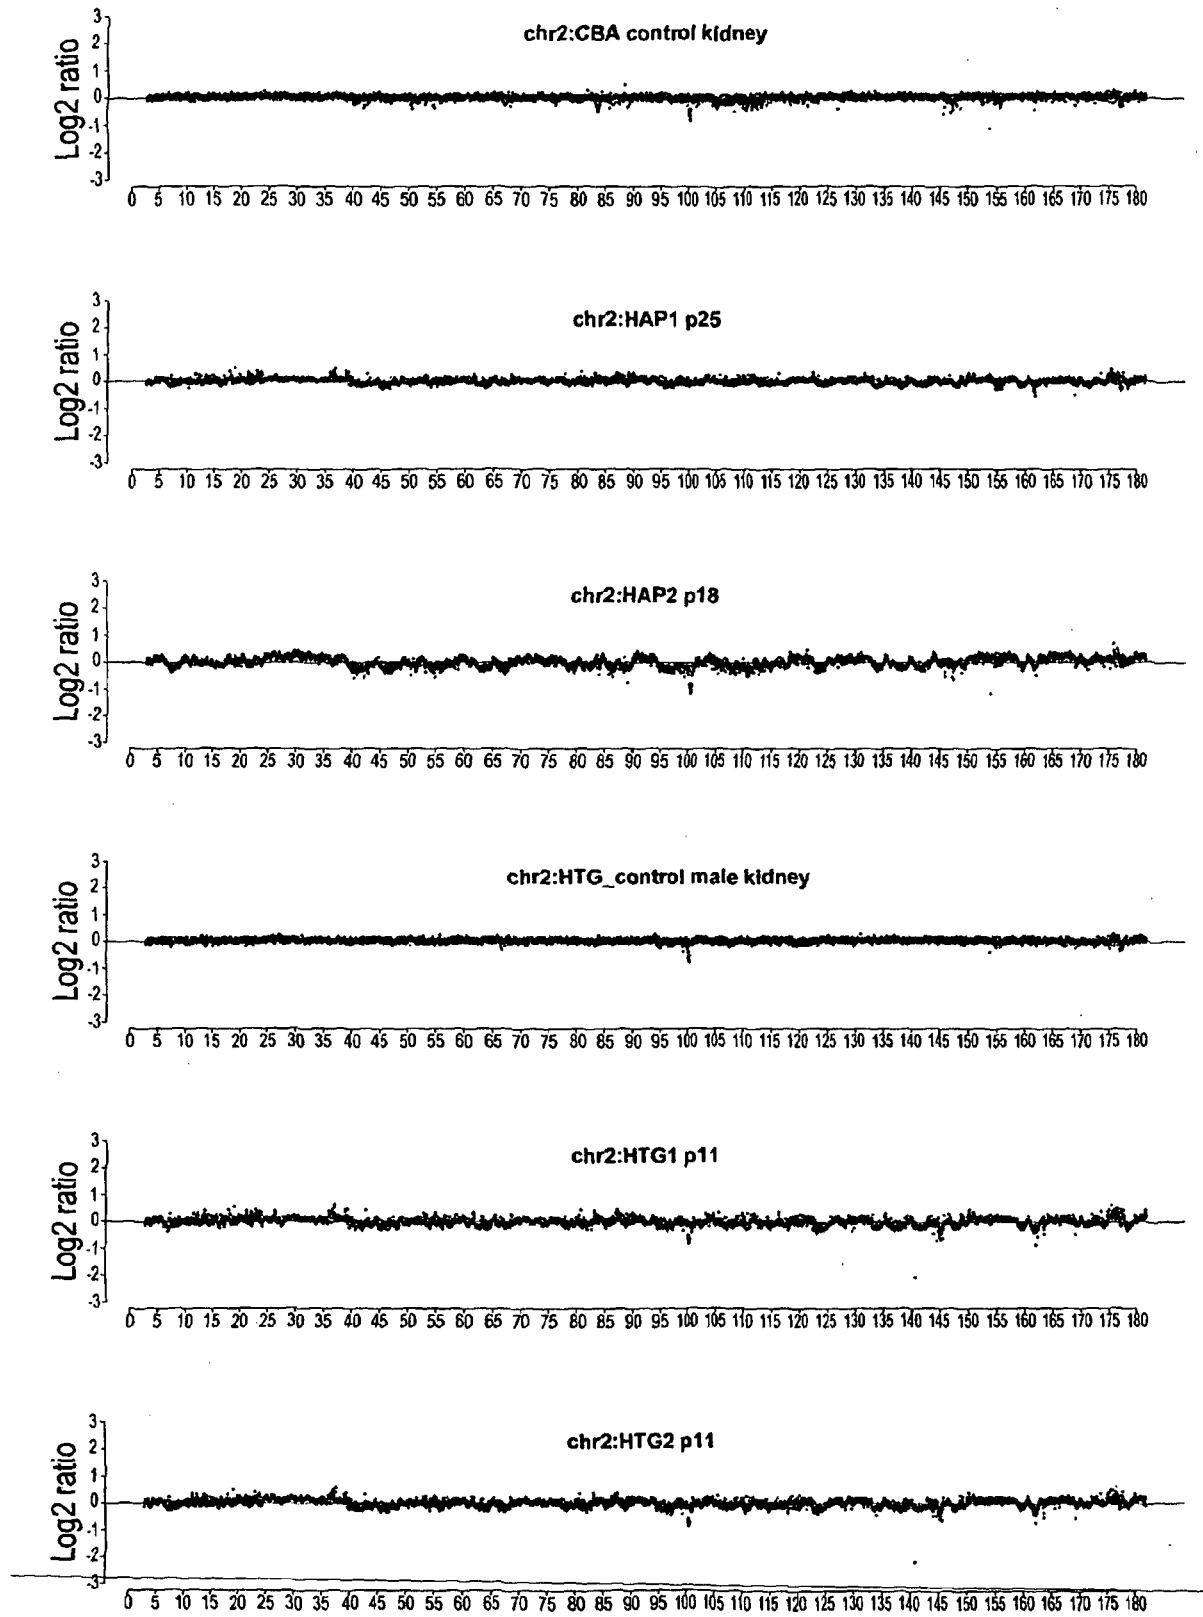 chr2:CBA control kidney
Log2 ratio
3
2
1
0
-1
-2
-3
0 5 10 15 20 25 30 35 40 45 50 55 60 65 70 75 80 85 90 95 100 105 110 115 120 125 130 135 140 145 150 155 160 165 170 175 180
chr2:HAP1 p25
Log2 ratio
3
2
1
0
-1
-2
-3
0 5 10 15 20 25 30 35 40 45 50 55 60 65 70 75 80 85 90 95 100 105 110 115 120 125 130 135 140 145 150 155 160 165 170 175 180
chr2:HAP2 p18
Log2 ratio
3
2
1
0
-1
-2
-3
0 5 10 15 20 25 30 35 40 45 50 55 60 65 70 75 80 85 90 95 100 105 110 115 120 125 130 135 140 145 150 155 160 165 170 175 180
chr2:HTG_control male kidney
Log2 ratio
3
2
1
0
-1
-2
-3
0 5 10 15 20 25 30 35 40 45 50 55 60 65 70 75 80 85 90 95 100 105 110 115 120 125 130 135 140 145 150 155 160 165 170 175 180
chr2:HTG1 p11
Log2 ratio
3
2
1
0
-1
-2
-3
0 5 10 15 20 25 30 35 40 45 50 55 60 65 70 75 80 85 90 95 100 105 110 115 120 125 130 135 140 145 150 155 160 165 170 175 180
chr2:HTG2 p11
Log2 ratio
3
2
1
0
-1
-2
-3
0 5 10 15 20 25 30 35 40 45 50 55 60 65 70 75 80 85 90 95 100 105 110 115 120 125 130 135 140 145 150 155 160 165 170 175 180